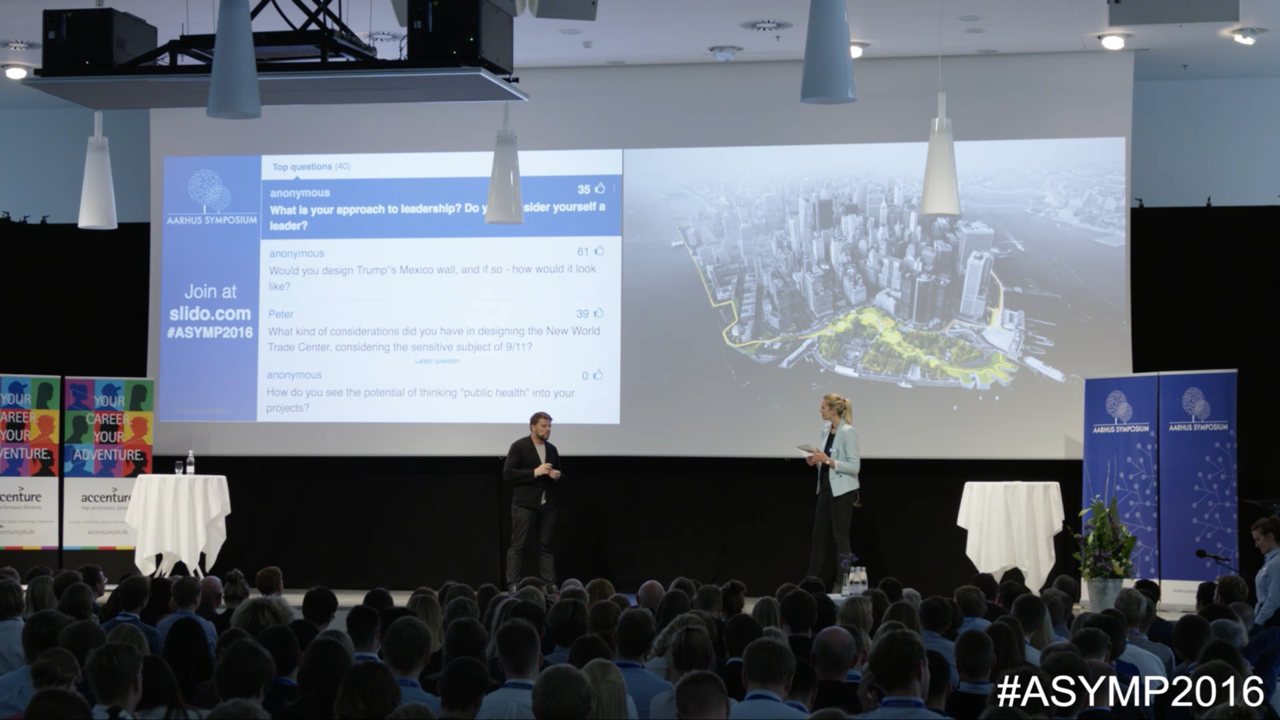 Top questions (40)
anonymous
35
What is your approach to leadership? Do y sider yourself a
leader?
anonymous
61
Would you design Trump's Mexico wall, and if so - how would it look
like?
Peter
39
What kind of considerations did you have in designing the New World
Trade Center, considering the sensitive subject of 9/11?
Latest question
anonymous
0
How do you see the potential of thinking "public health" into your
projects?
AARHUS SYMPOSIUM
Join at
slido.com
#ASYMP2016
YOUR
AREER
YOUR
VENTURE.
ccenture
YOUR
CAREER
YOUR
ADVENTURE.
accenture
AARHUS SYMPOSIUM
AARHUS SYMPOSIUM
#ASYMP2016